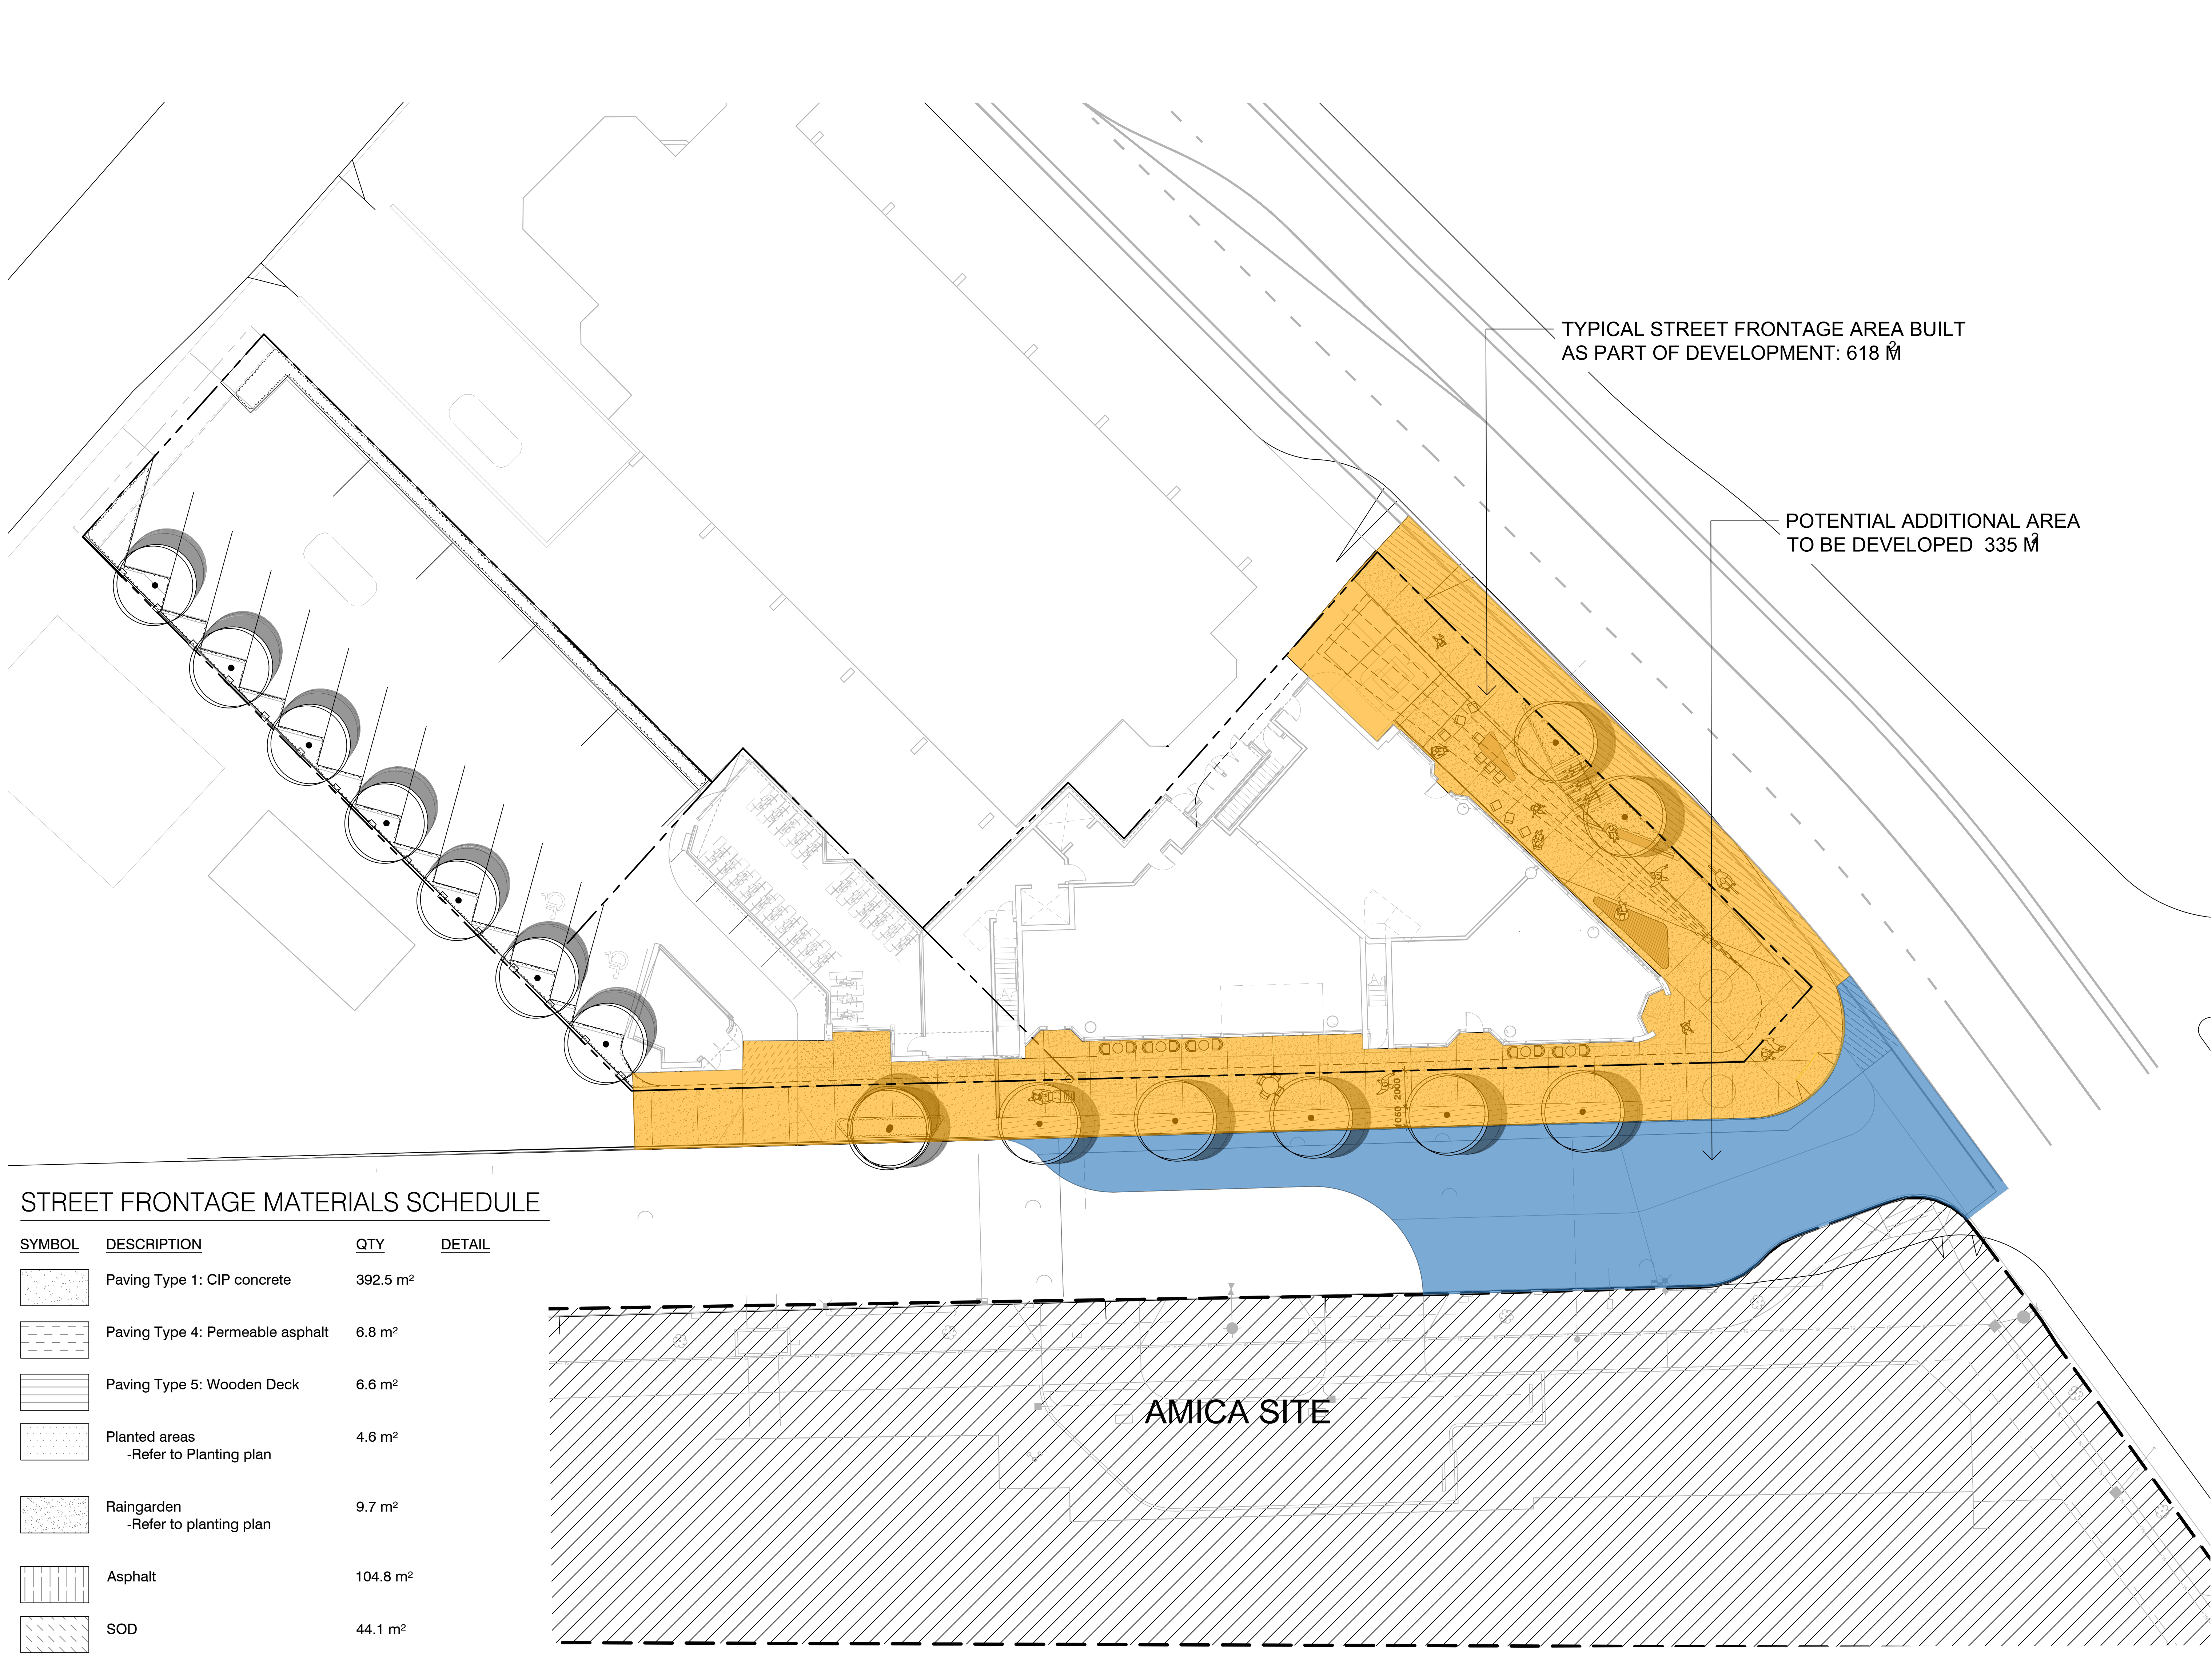 TYPICAL STREET FRONTAGE AREA BUILT
AS PART OF DEVELOPMENT: 618 M2
POTENTIAL ADDITIONAL AREA
TO BE DEVELOPED 335 M2
1050 2000
STREET FRONTAGE MATERIALS SCHEDULE
SYMBOL DESCRIPTION QTY DETAIL
Paving Type 1: CIP concrete 392.5 m²
Paving Type 4: Permeable asphalt 6.8 m²
Paving Type 5: Wooden Deck 6.6 m²
Planted areas 4.6 m²
-Refer to Planting plan
Raingarden 9.7 m²
-Refer to planting plan
Asphalt 104.8 m²
SOD 44.1 m²
AMICA SITE